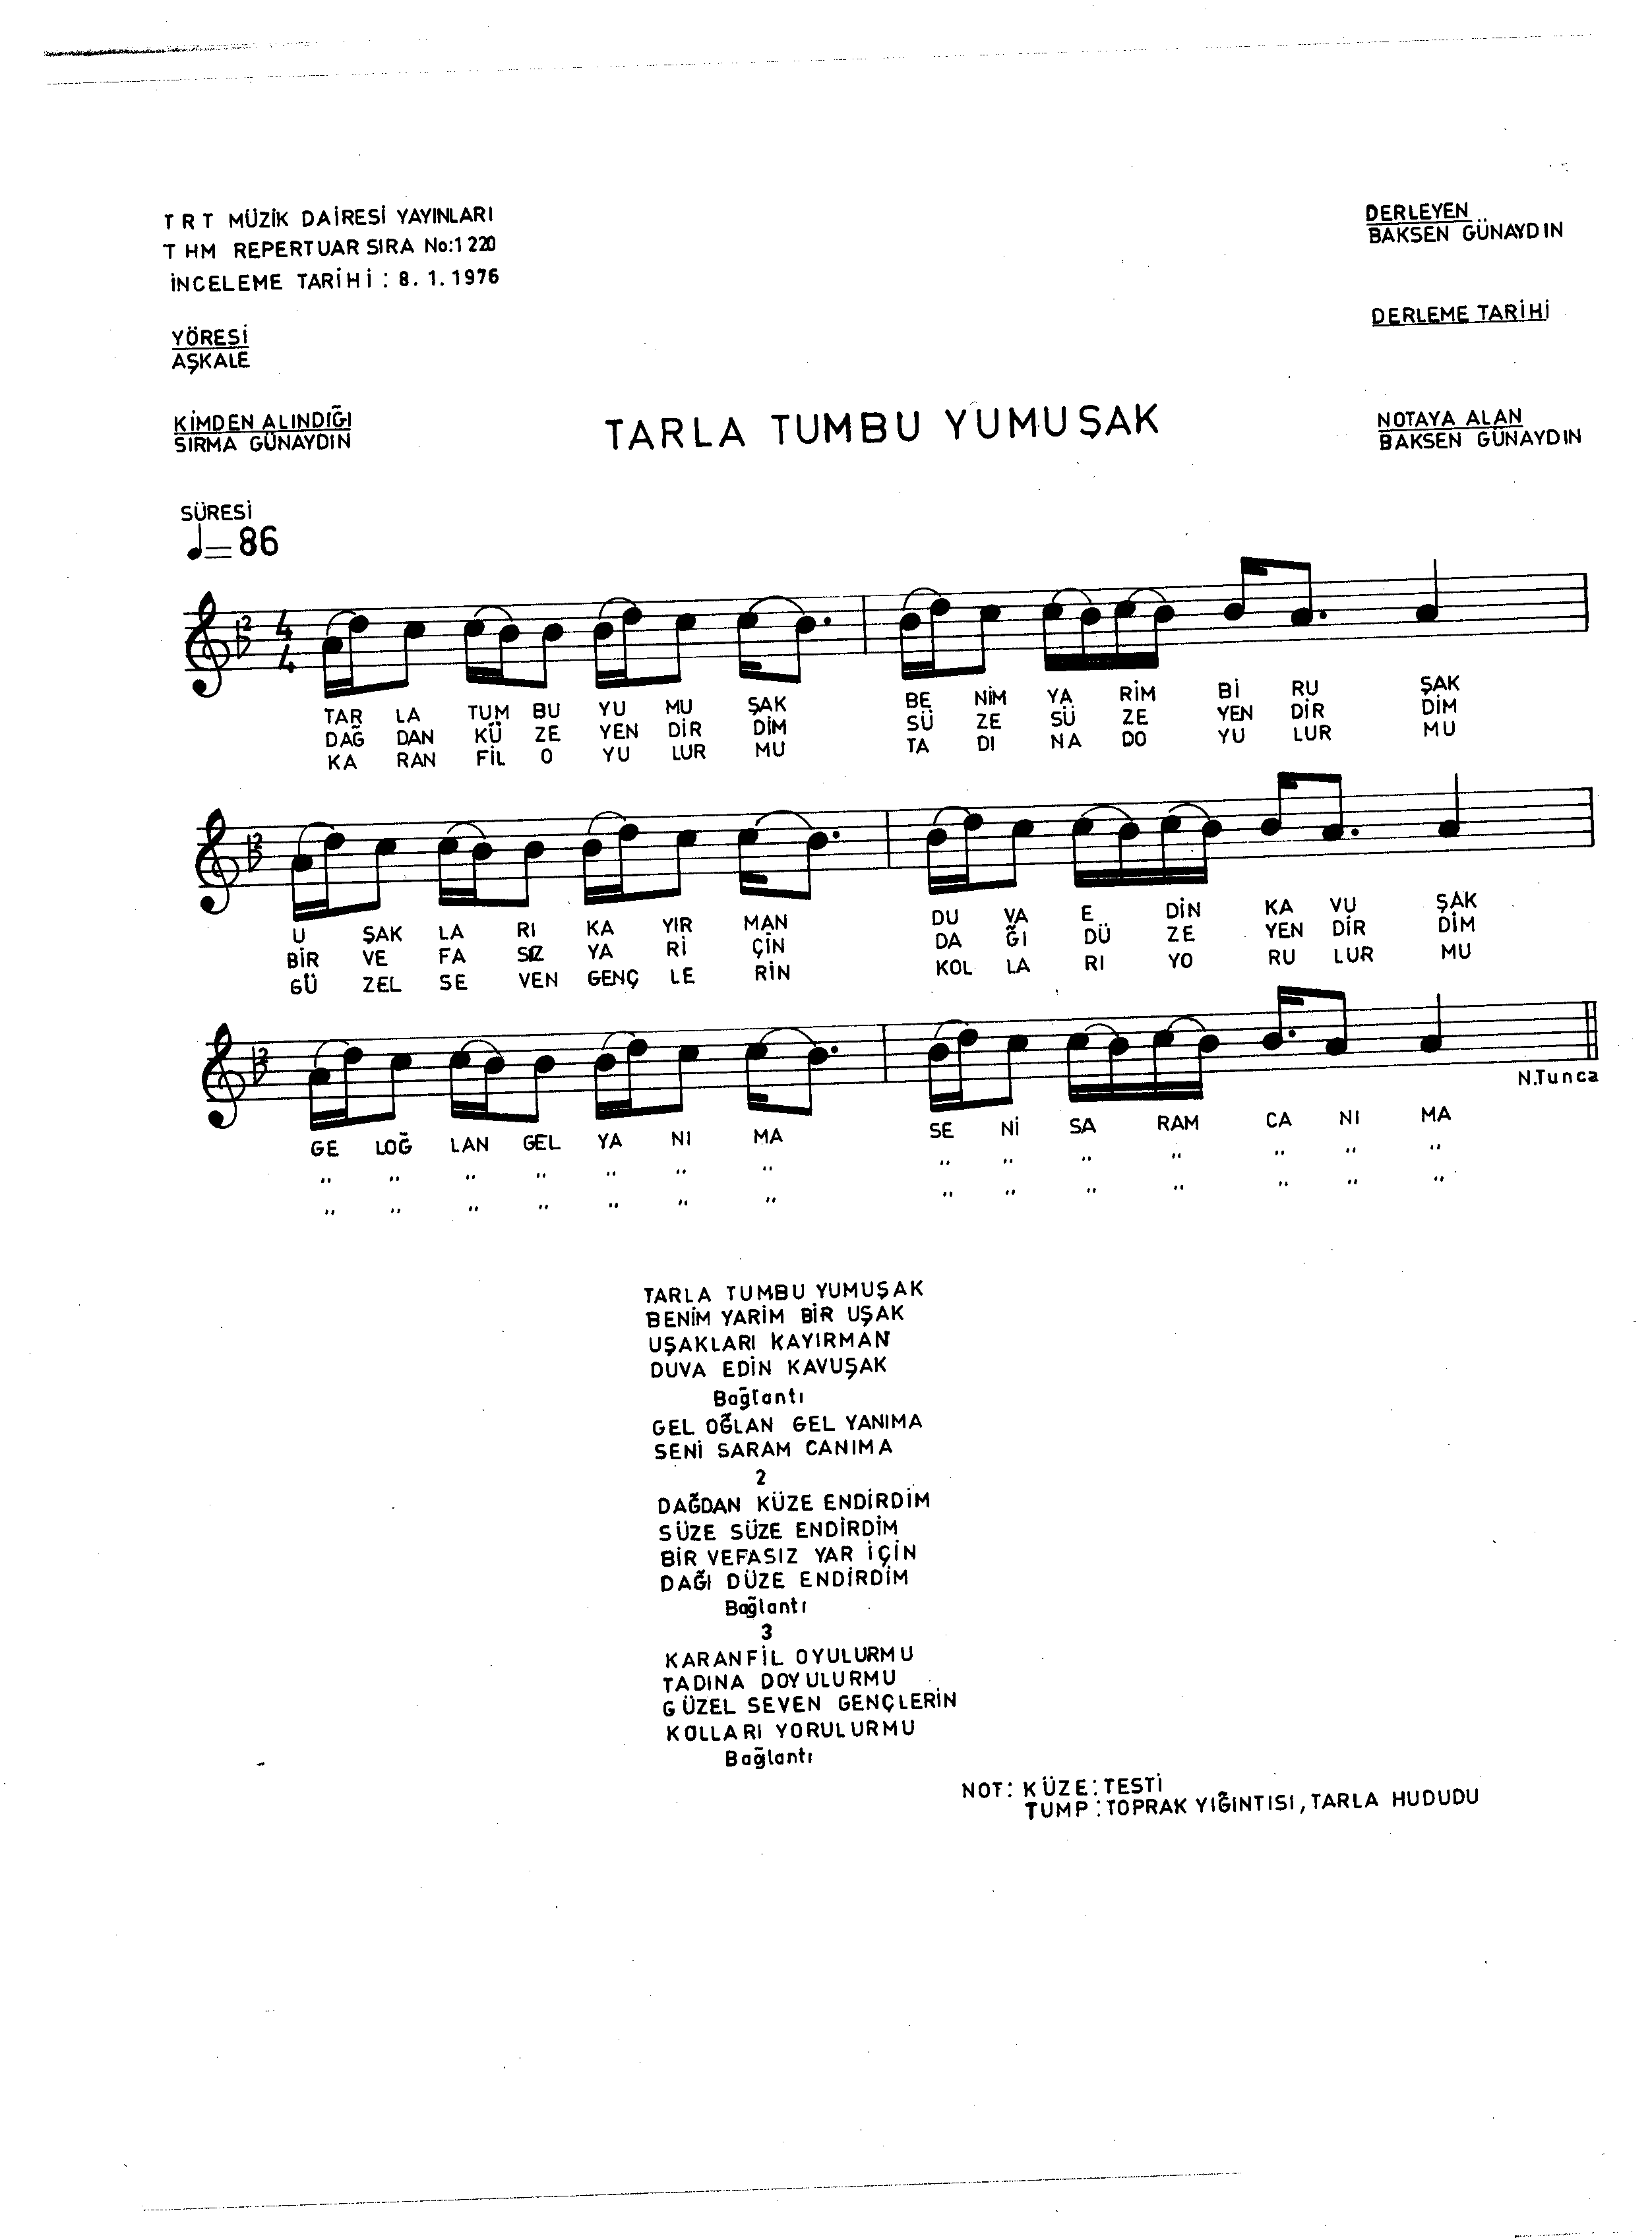 TRT MÜZİK DAİRESİ YAYINLARI
THM REPERTUAR SIRA No:1220
İNCELEME TARİHİ : 8.1.1976
DERLEYEN
BAKSEN GÜNAYDIN
YÖRESİ
AŞKALE
DERLEME TARİHİ
KİMDEN ALINDIĞI
SIRMA GÜNAYDIN
TARLA TUMBU YUMUŞAK
NOTAYA ALAN
BAKSEN GÜNAYDIN
SÜRESİ
♩=86
2 4 4
TAR LA TUM BU YU MU ŞAK BE NİM YA RİM Bİ RU ŞAK
DAĞ DAN KÜ ZE YEN DİR DİM SÜ ZE SÜ ZE YEN DİR DİM
KA RAN FİL O YU LUR MU TA DI NA DO YU LUR MU
2
U ŞAK LA RI KA YIR MAN DU VA E DİN KA VU ŞAK
BİR VE FA SIZ YA Rİ ÇİN DA ĞI DÜ ZE YEN DİR DİM
GÜ ZEL SE VEN GENÇ LE RİN KOL LA RI YO RU LUR MU
2
N.Tunca
GE LOĞ LAN GEL YA NI MA SE Nİ SA RAM CA NI MA
" " " " " " " " " " " " " "
" " " " " " " " " " " " " "
TARLA TUMBU YUMUŞAK
BENİM YARİM BİR UŞAK
UŞAKLARI KAYIRMAN
DUVA EDİN KAVUŞAK
Bağlantı
GEL OĞLAN GEL YANIMA
SENİ SARAM CANIMA
2
DAĞDAN KÜZE ENDİRDİM
SÜZE SÜZE ENDİRDİM
BİR VEFASIZ YAR İÇİN
DAĞI DÜZE ENDİRDİM
Bağlantı
3
KARANFİL OYULURMU
TADINA DOYULURMU
GÜZEL SEVEN GENÇLERİN
KOLLARI YORULURMU
Bağlantı
NOT: KÜZE: TESTİ
TUMP : TOPRAK YIĞINTISI, TARLA HUDUDU